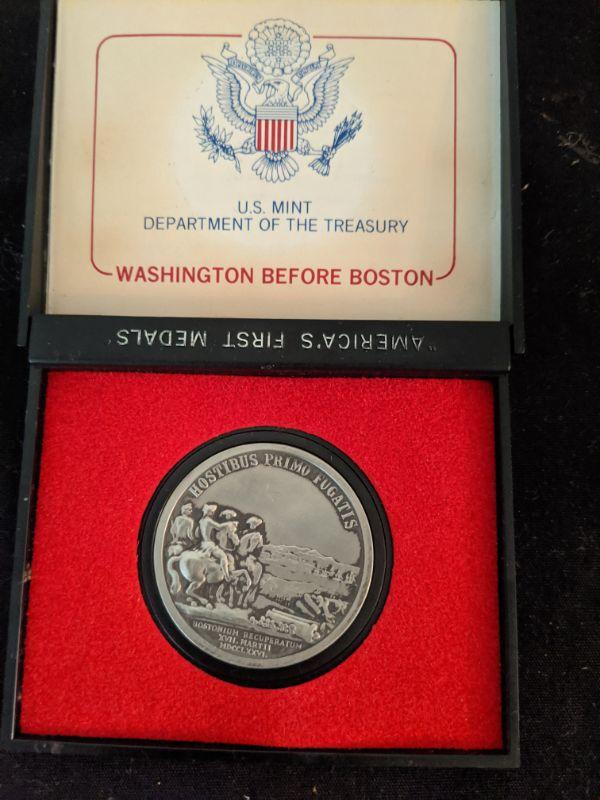 U.S. MINT
DEPARTMENT OF THE TREASURY
WASHINGTON BEFORE BOSTON
"AMERICA'S FIRST MEDALS"
HOSTIBUS PRIMO FUGATIS
BOSTONIUM RECUPERATUM
XVII. MARTII
MDCCLXXVI.